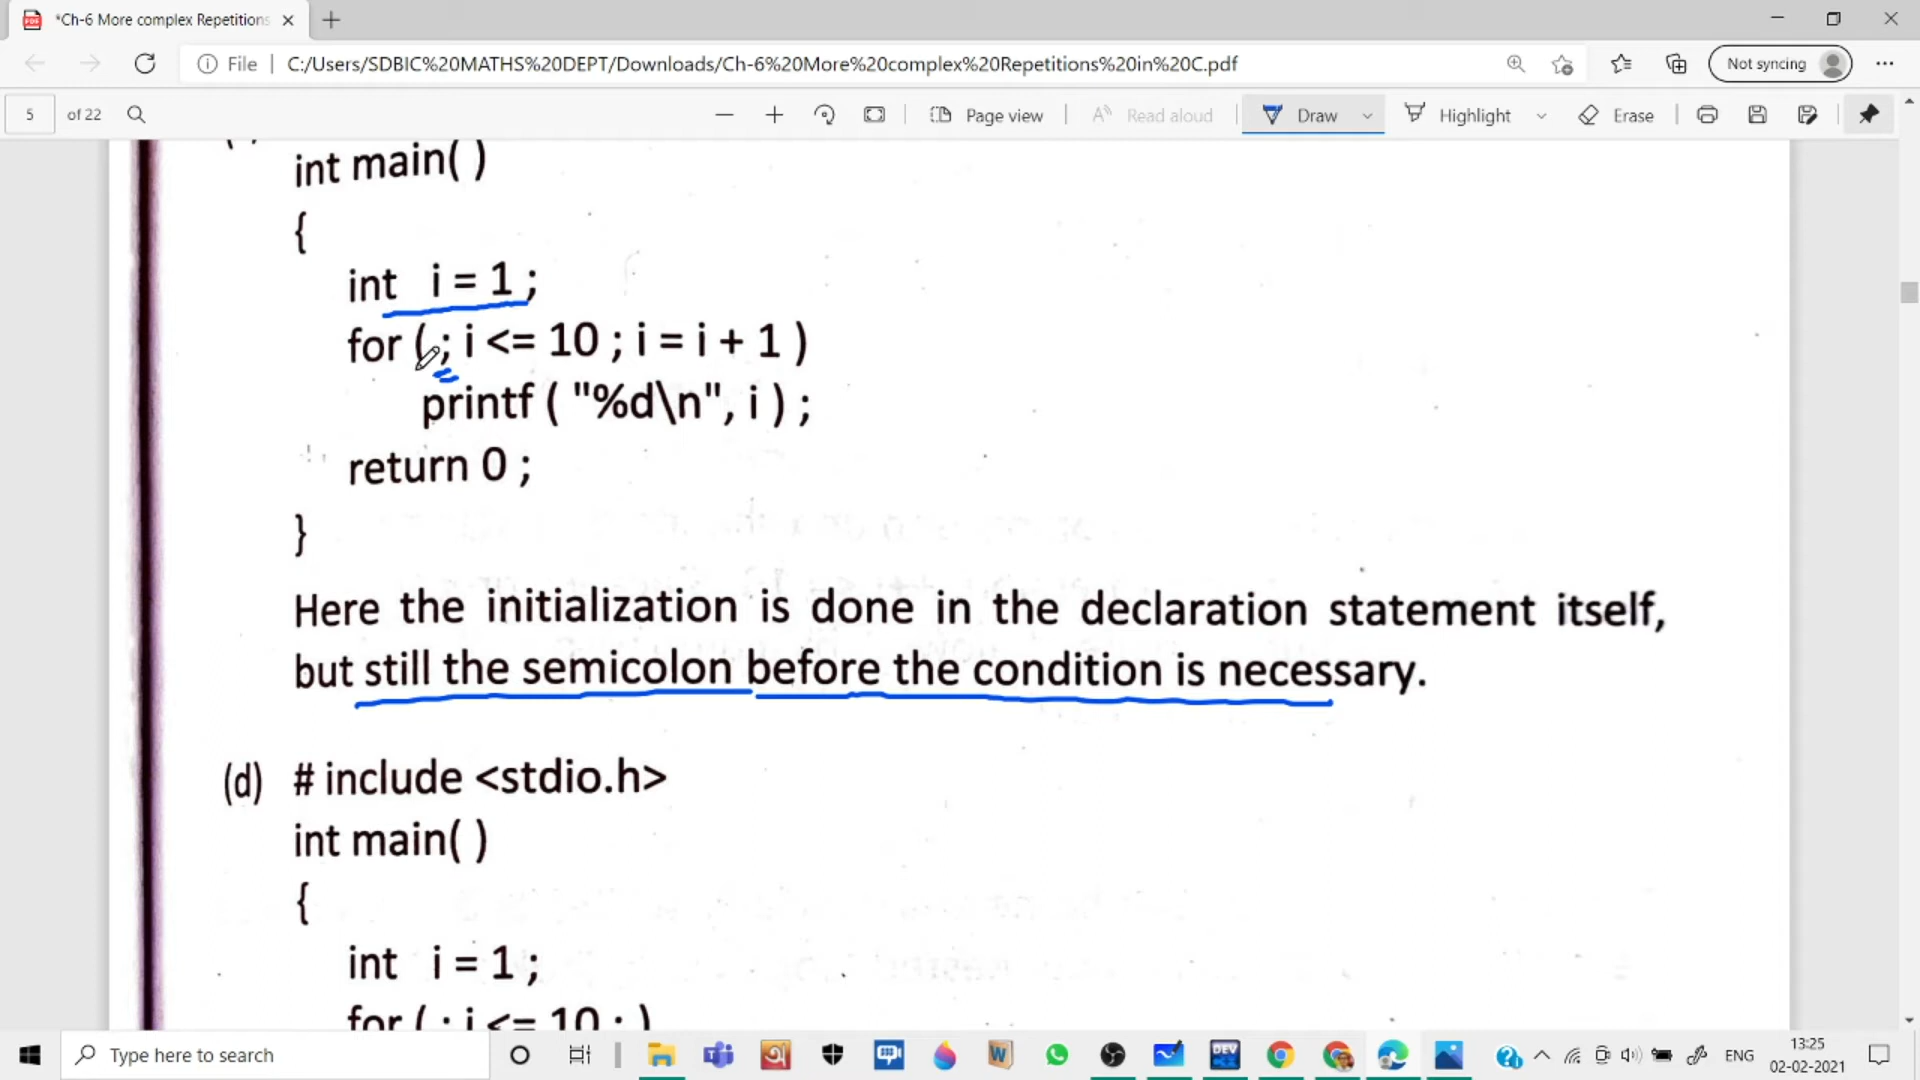 *Ch-6 More complex Repetitions
File
C:/Users/SDBIC%20MATHS%20DEPT/Downloads/Ch-6%20More%20complex%20Repetitions%20in%20C.pdf
Not syncing
5 of 22
Page view
Read aloud
Draw
Highlight
Erase
int main( )
{
int i = 1 ;
for ( ; i <= 10 ; i = i + 1 )
printf ( "%d\n", i ) ;
return 0 ;
}
Here the initialization is done in the declaration statement itself,
but still the semicolon before the condition is necessary.
(d) # include <stdio.h>
int main( )
{
int i = 1 ;
for ( ; i <= 10 ; )
Type here to search
DEV
ENG
13:25
02-02-2021